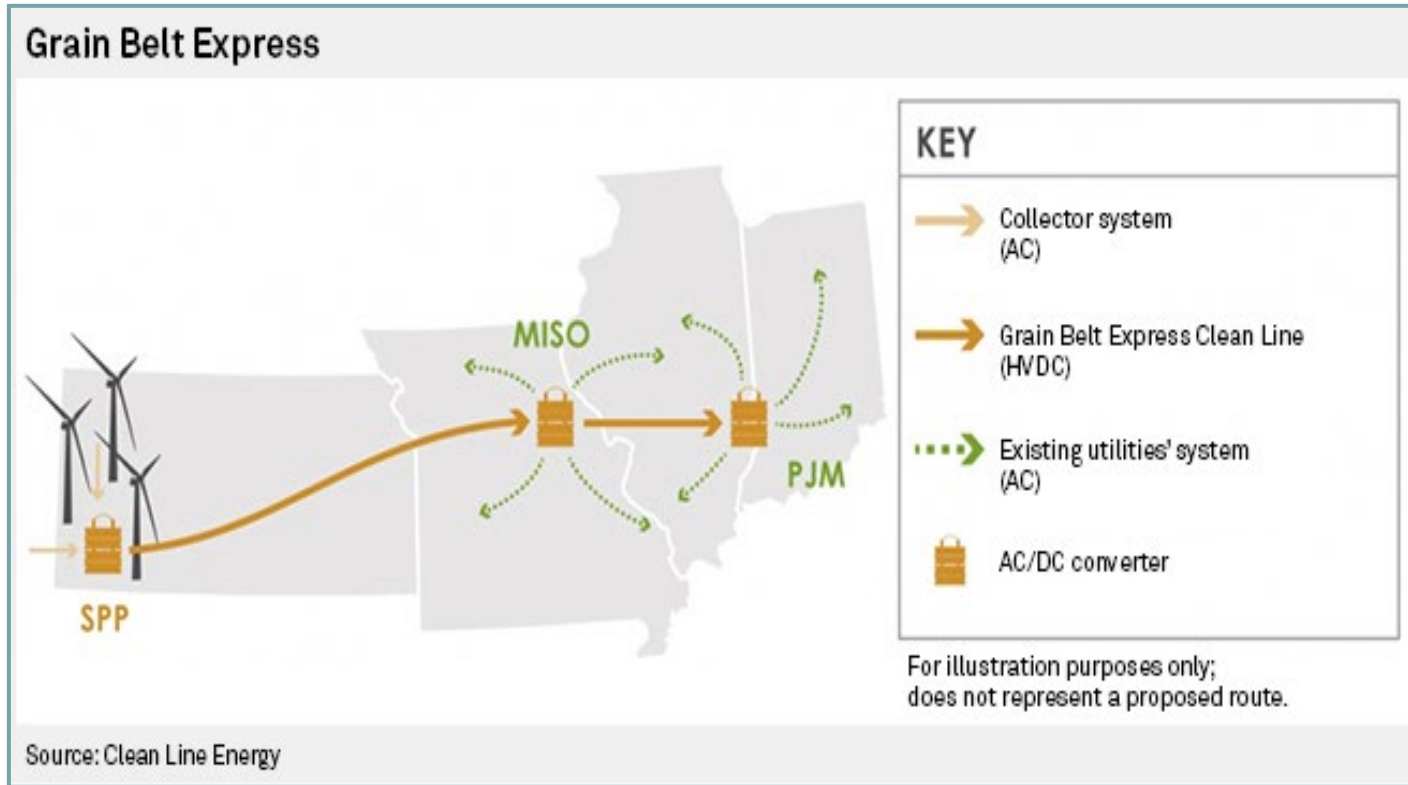 Grain Belt Express
MISO
PJM
SPP
KEY
Collector system
(AC)
Grain Belt Express Clean Line
(HVDC)
Existing utilities' system
(AC)
AC/DC converter
For illustration purposes only;
does not represent a proposed route.
Source: Clean Line Energy